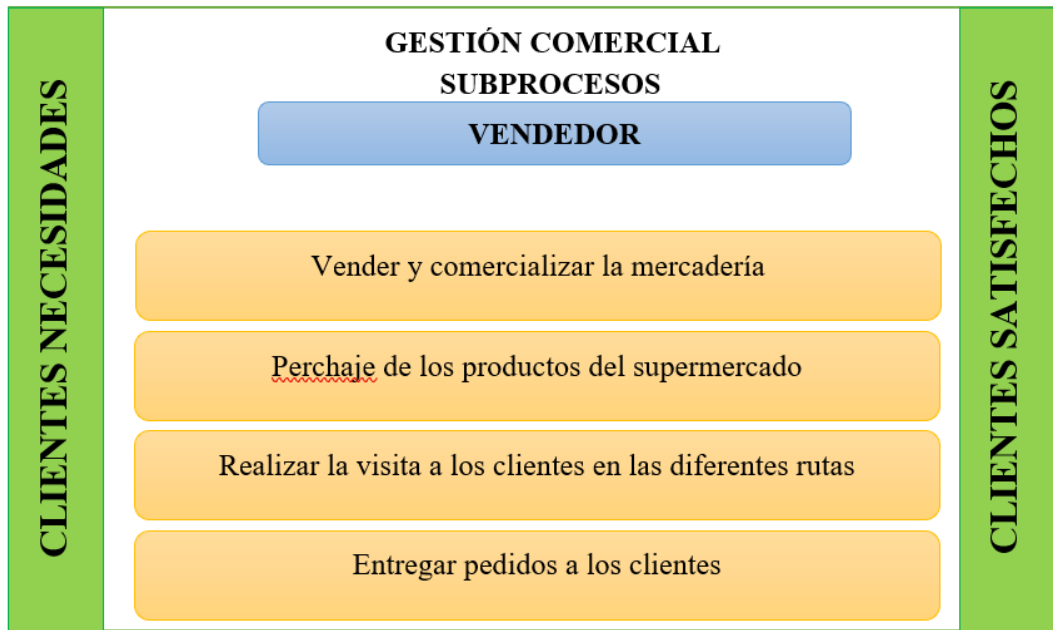 CLIENTES NECESIDADES
GESTIÓN COMERCIAL
SUBPROCESOS
VENDEDOR
Vender y comercializar la mercadería
Perchaje de los productos del supermercado
Realizar la visita a los clientes en las diferentes rutas
Entregar pedidos a los clientes
CLIENTES SATISFECHOS